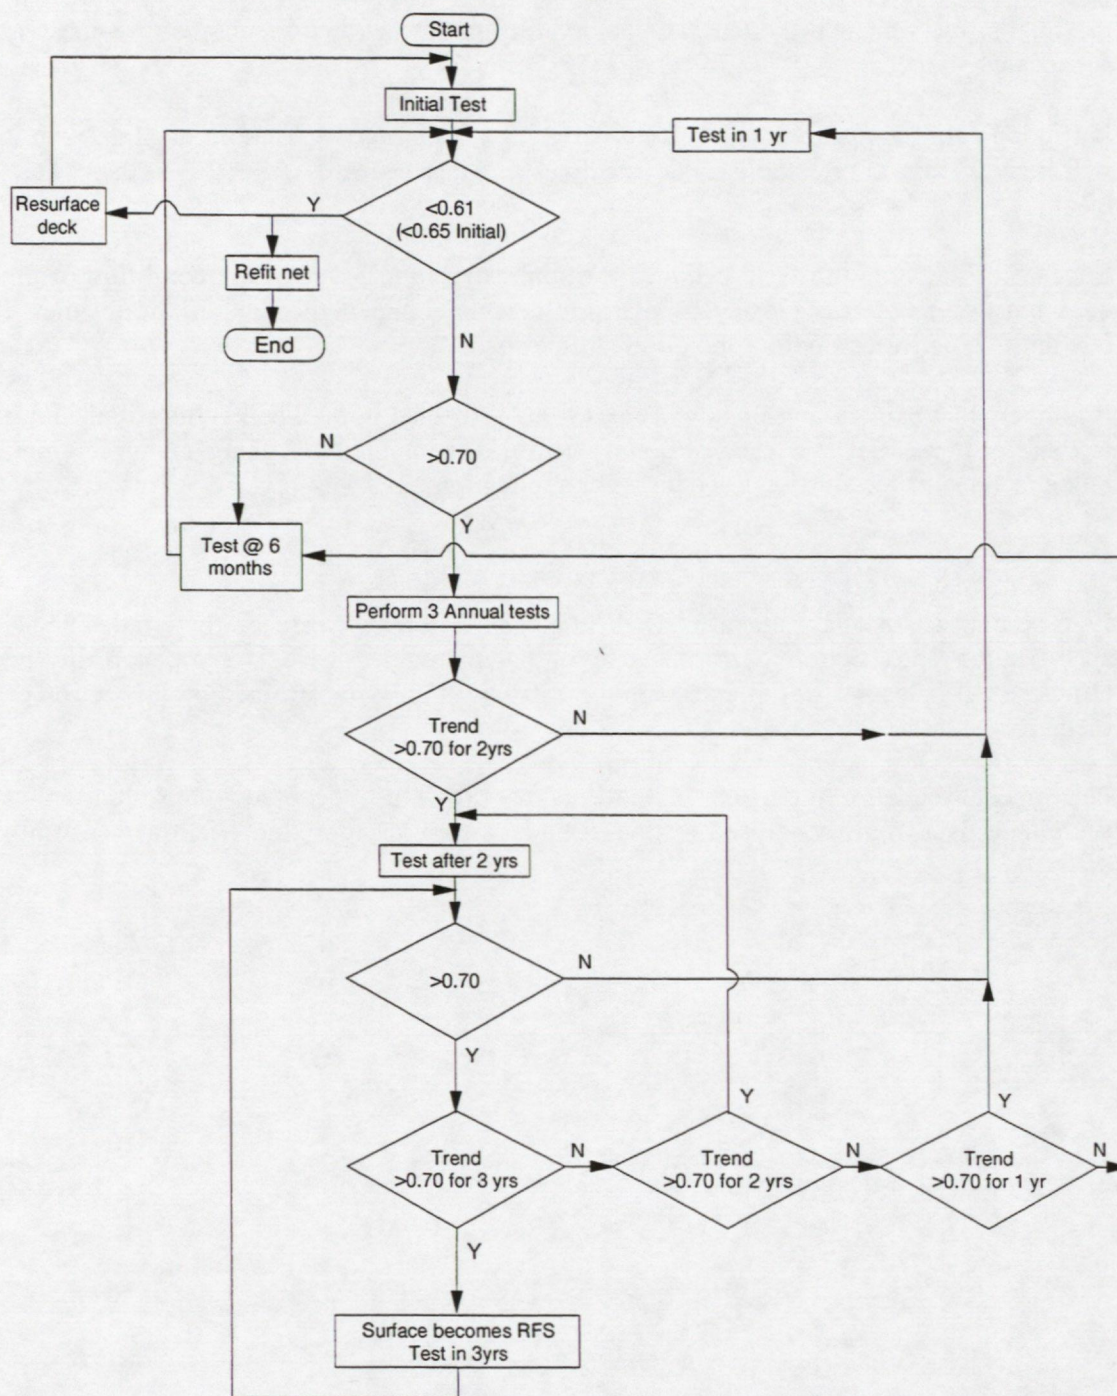 Start
Initial Test
Test in 1 yr
Resurface
deck
Y
<0.61
(<0.65 Initial)
Refit net
End
N
N
>0.70
Y
Test @ 6
months
Perform 3 Annual tests
Trend
>0.70 for 2yrs
N
Y
Test after 2 yrs
>0.70
N
Y
Y
Y
Trend
>0.70 for 3 yrs
N
Trend
>0.70 for 2 yrs
N
Trend
>0.70 for 1 yr
N
Y
Surface becomes RFS
Test in 3yrs